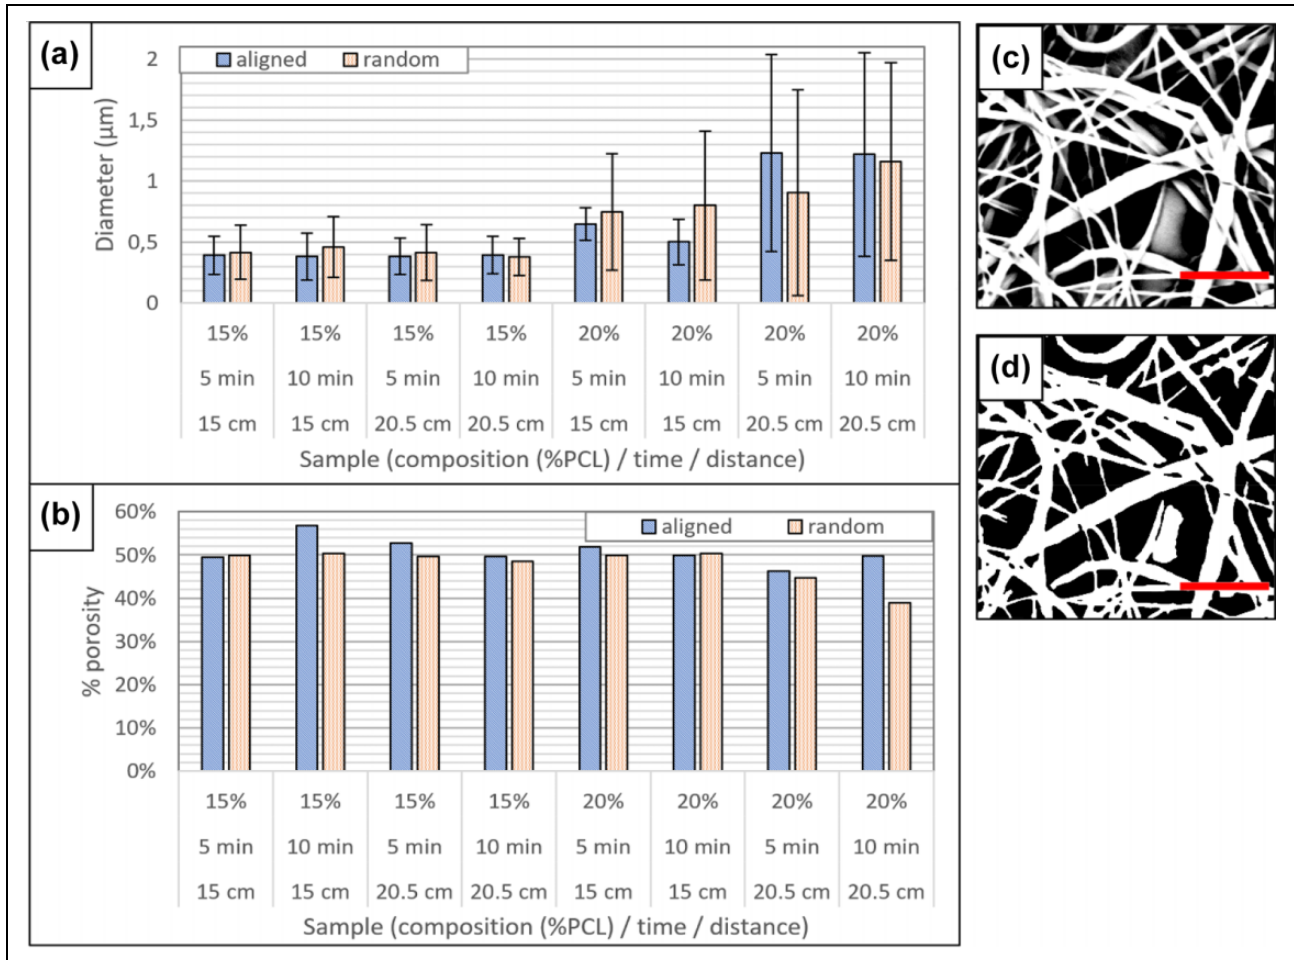 (a)
aligned random
2
1,5
1
0,5
0
Diameter (μm)
15% 15% 15% 15% 20% 20% 20% 20%
5 min 10 min 5 min 10 min 5 min 10 min 5 min 10 min
15 cm 15 cm 20.5 cm 20.5 cm 15 cm 15 cm 20.5 cm 20.5 cm
Sample (composition (%PCL) / time / distance)
(b)
aligned random
60%
50%
40%
30%
20%
10%
0%
% porosity
15% 15% 15% 15% 20% 20% 20% 20%
5 min 10 min 5 min 10 min 5 min 10 min 5 min 10 min
15 cm 15 cm 20.5 cm 20.5 cm 15 cm 15 cm 20.5 cm 20.5 cm
Sample (composition (%PCL) / time / distance)
(c)
(d)